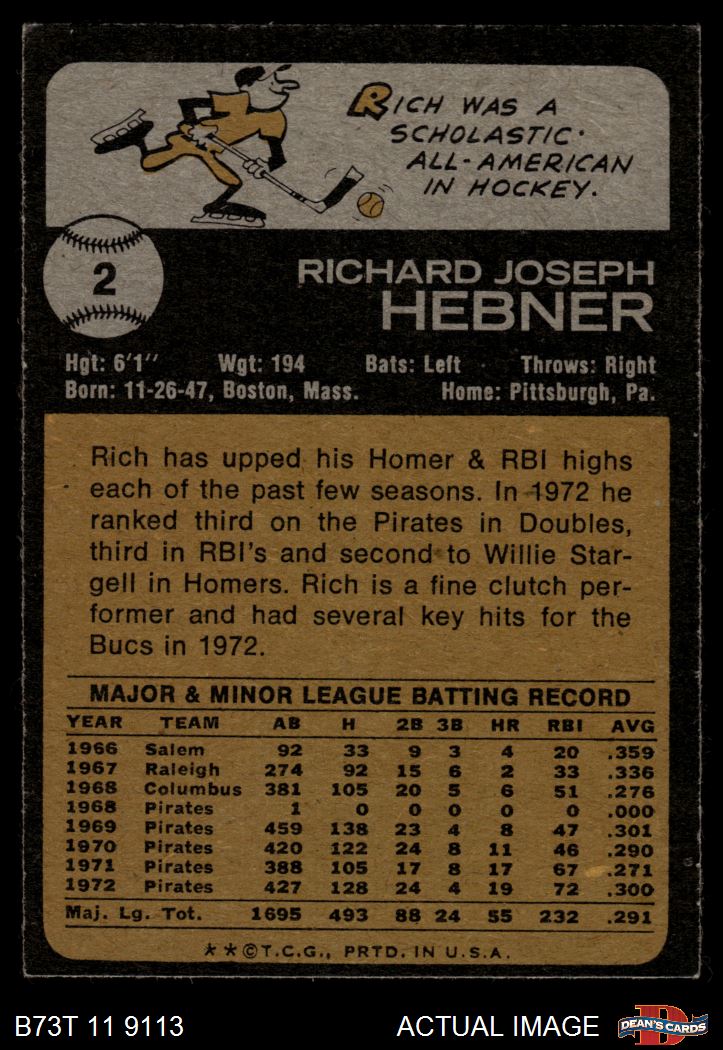 RICH WAS A
SCHOLASTIC
ALL-AMERICAN
IN HOCKEY.
2
RICHARD JOSEPH
HEBNER
Hgt: 6'1" Wgt: 194 Bats: Left Throws: Right
Born: 11-26-47, Boston, Mass. Home: Pittsburgh, Pa.
Rich has upped his Homer & RBI highs
each of the past few seasons. In 1972 he
ranked third on the Pirates in Doubles,
third in RBI's and second to Willie Star-
gell in Homers. Rich is a fine clutch per-
former and had several key hits for the
Bucs in 1972.
MAJOR & MINOR LEAGUE BATTING RECORD
YEAR TEAM AB H 2B 3B HR RBI AVG
1966 Salem 92 33 9 3 4 20 .359
1967 Raleigh 274 92 15 6 2 33 .336
1968 Columbus 381 105 20 5 6 51 .276
1968 Pirates 1 0 0 0 0 0 .000
1969 Pirates 459 138 23 4 8 47 .301
1970 Pirates 420 122 24 8 11 46 .290
1971 Pirates 388 105 17 8 17 67 .271
1972 Pirates 427 128 24 4 19 72 .300
Maj. Lg. Tot. 1695 493 88 24 55 232 .291
**©T.C.G., PRTD. IN U.S.A.
B73T 11 9113 ACTUAL IMAGE
D
DEAN'S CARDS